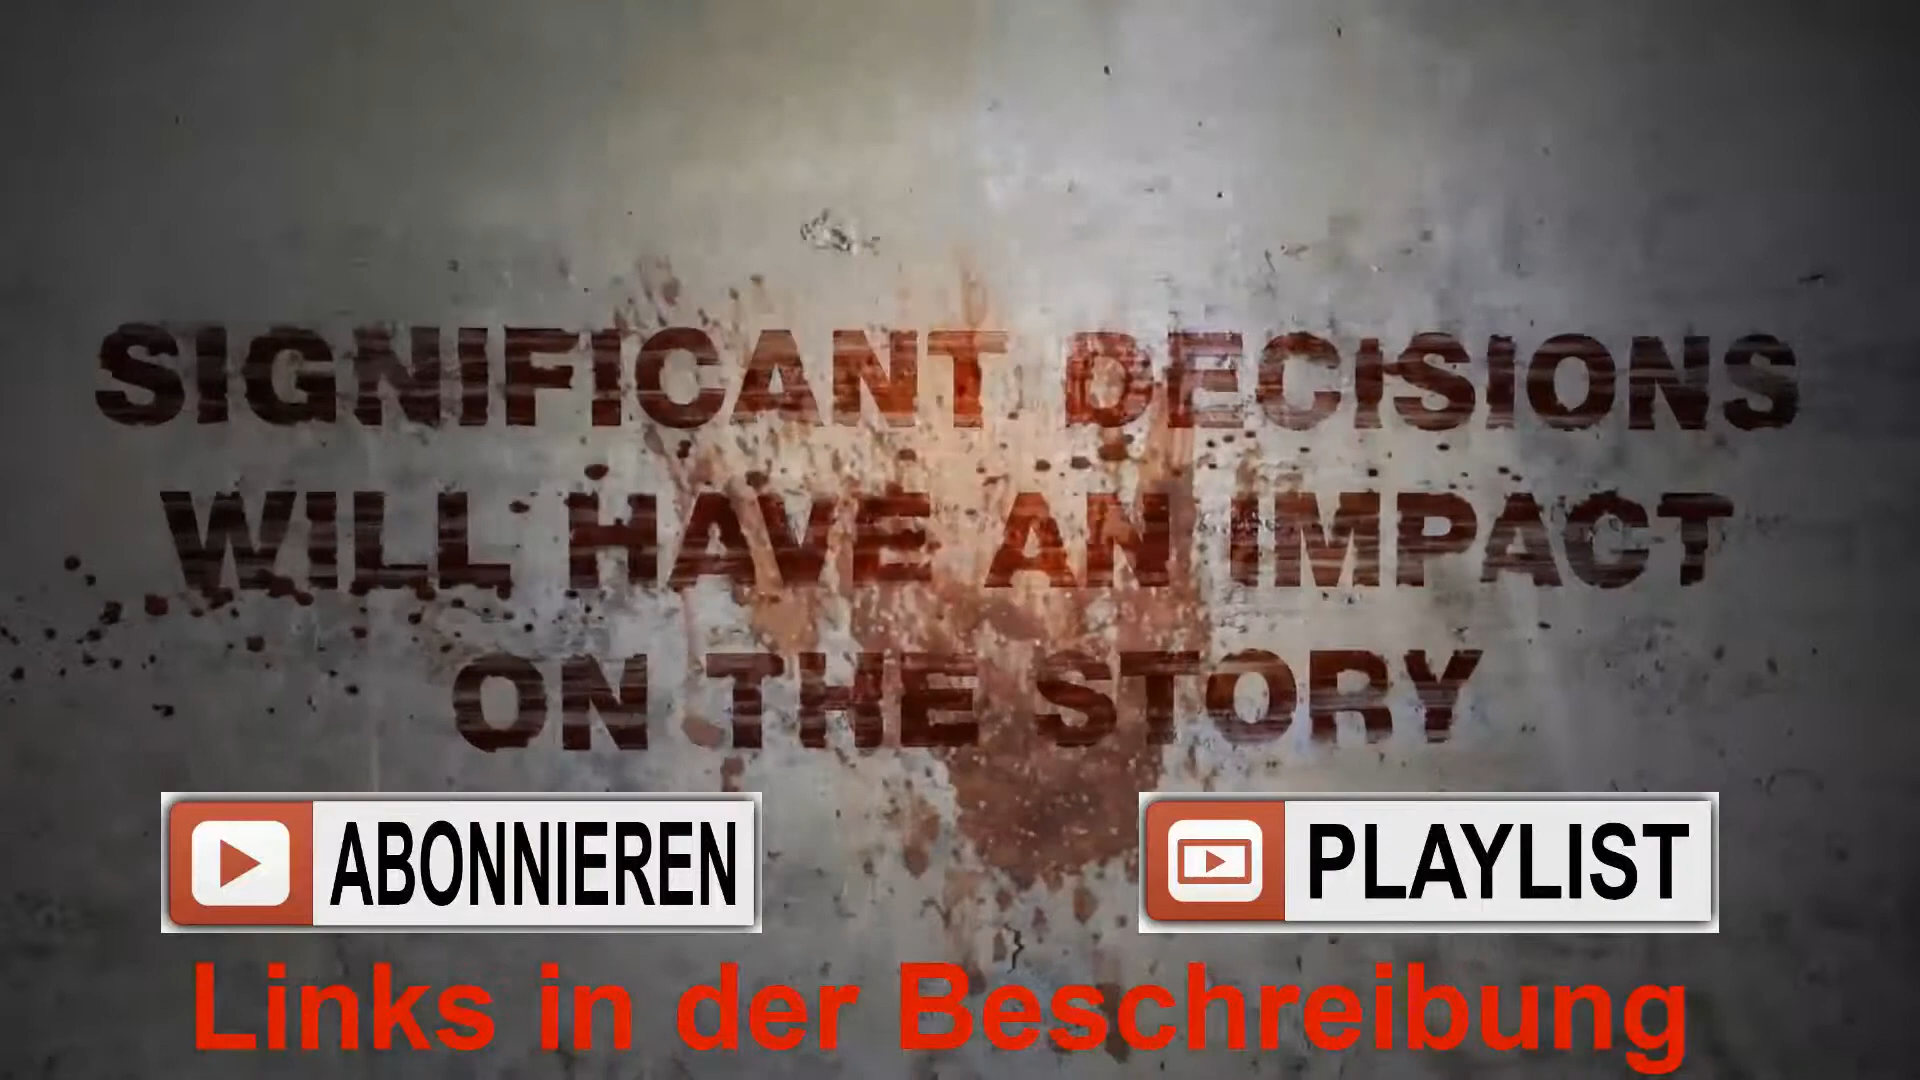 SIGNIFICANT DECISIONS
WILL HAVE AN IMPACT
ON THE STORY
ABONNIEREN
PLAYLIST
Links in der Beschreibung